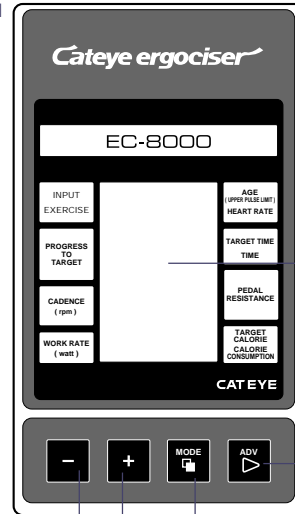 Cateye ergociser
EC-8000
INPUT
EXERCISE
PROGRESS
TO
TARGET
CADENCE
( rpm )
WORK RATE
( watt )
AGE
( UPPER PULSE LIMIT )
HEART RATE
TARGET TIME
TIME
PEDAL
RESISTANCE
TARGET
CALORIE
CALORIE
CONSUMPTION
CATEYE
–
+
MODE
ADV